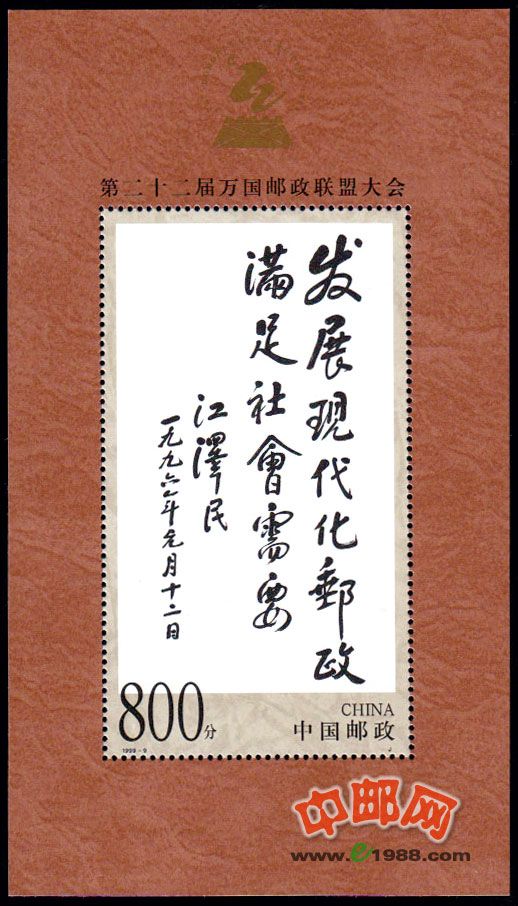 第二十二届万国邮政联盟大会
发展现代化郵政
满足社會需要
江澤民
一九九六年元月十二日
800分
CHINA
中国邮政
1999-9
J
中邮网
www.e1988.com